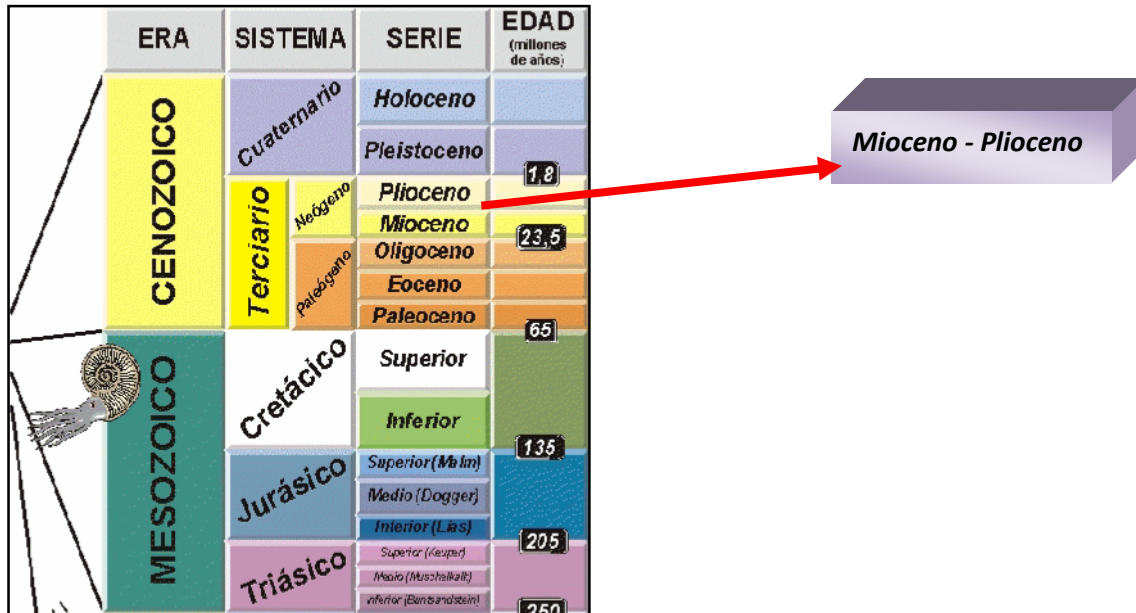 ERA SISTEMA SERIE EDAD
(millones
de años)
CENOZOICO
Cuaternario
Holoceno
Pleistoceno
1,8
Terciario
Neógeno
Plioceno
Mioceno
23,5
Paleógeno
Oligoceno
Eoceno
Paleoceno
65
MESOZOICO
Cretácico
Superior
Inferior
135
Jurásico
Superior (Malm)
Medio (Dogger)
Inferior (Lias)
205
Triásico
Superior (Keuper)
Medio (Muschelkalk)
Inferior (Buntsandstein)
250
Mioceno - Plioceno